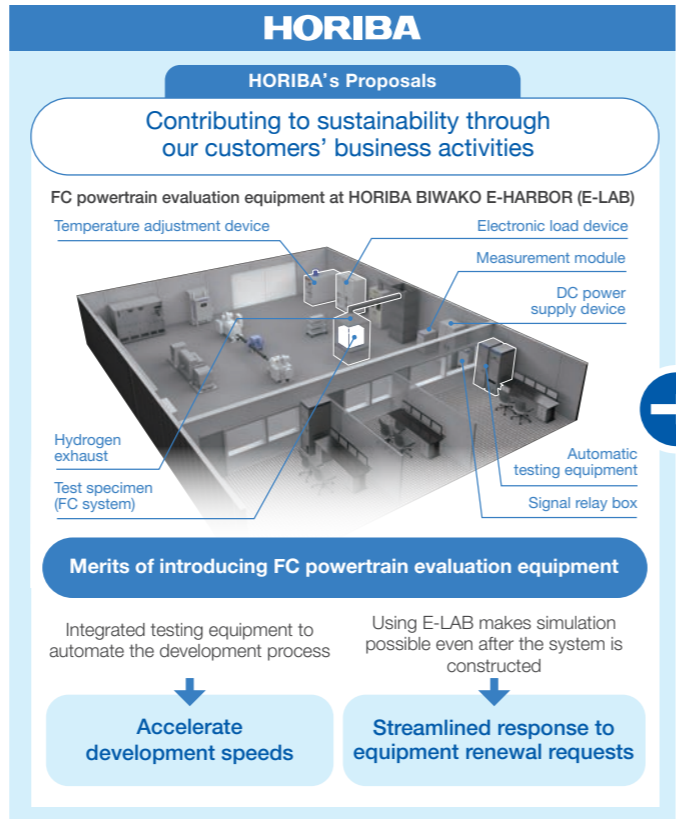 HORIBA
HORIBA's Proposals
Contributing to sustainability through
our customers' business activities
FC powertrain evaluation equipment at HORIBA BIWAKO E-HARBOR (E-LAB)
Temperature adjustment device
Electronic load device
Measurement module
DC power
supply device
Hydrogen
exhaust
Test specimen
(FC system)
Automatic
testing equipment
Signal relay box
Merits of introducing FC powertrain evaluation equipment
Integrated testing equipment to
automate the development process
Accelerate
development speeds
Using E-LAB makes simulation
possible even after the system is
constructed
Streamlined response to
equipment renewal requests